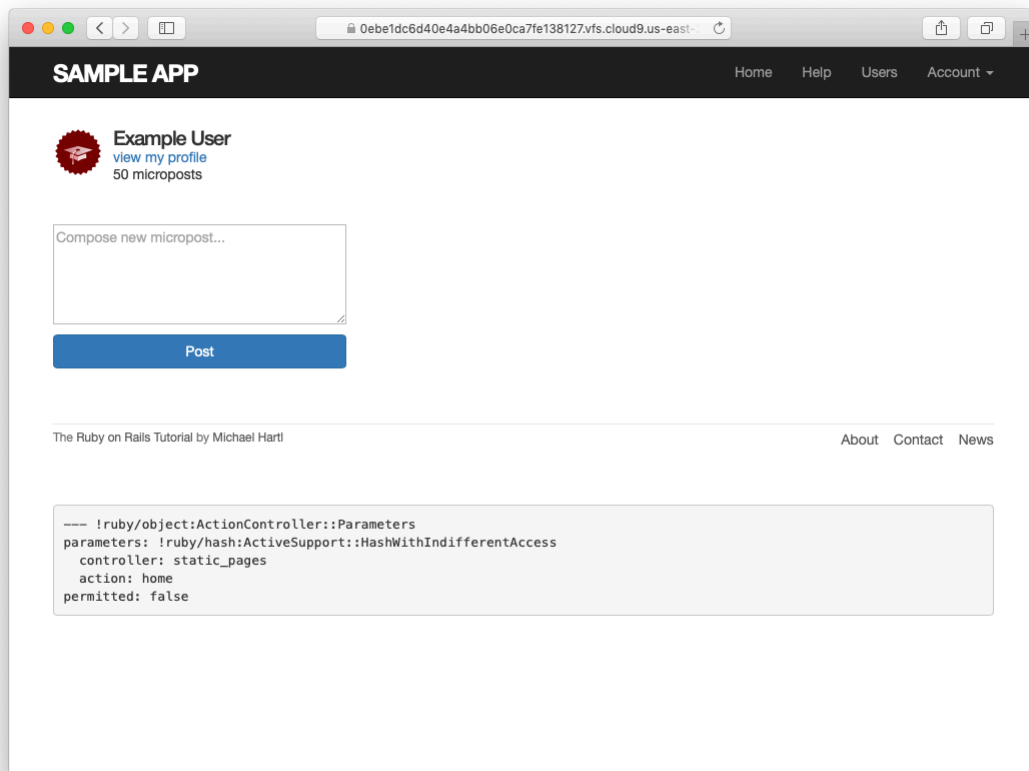 0ebe1dc6d40e4a4bb06e0ca7fe138127.vfs.cloud9.us-east-
SAMPLE APP
Home Help Users Account
Example User
view my profile
50 microposts
Compose new micropost...
Post
The Ruby on Rails Tutorial by Michael Hartl
About Contact News
--- !ruby/object:ActionController::Parameters
parameters: !ruby/hash:ActiveSupport::HashWithIndifferentAccess
  controller: static_pages
  action: home
permitted: false